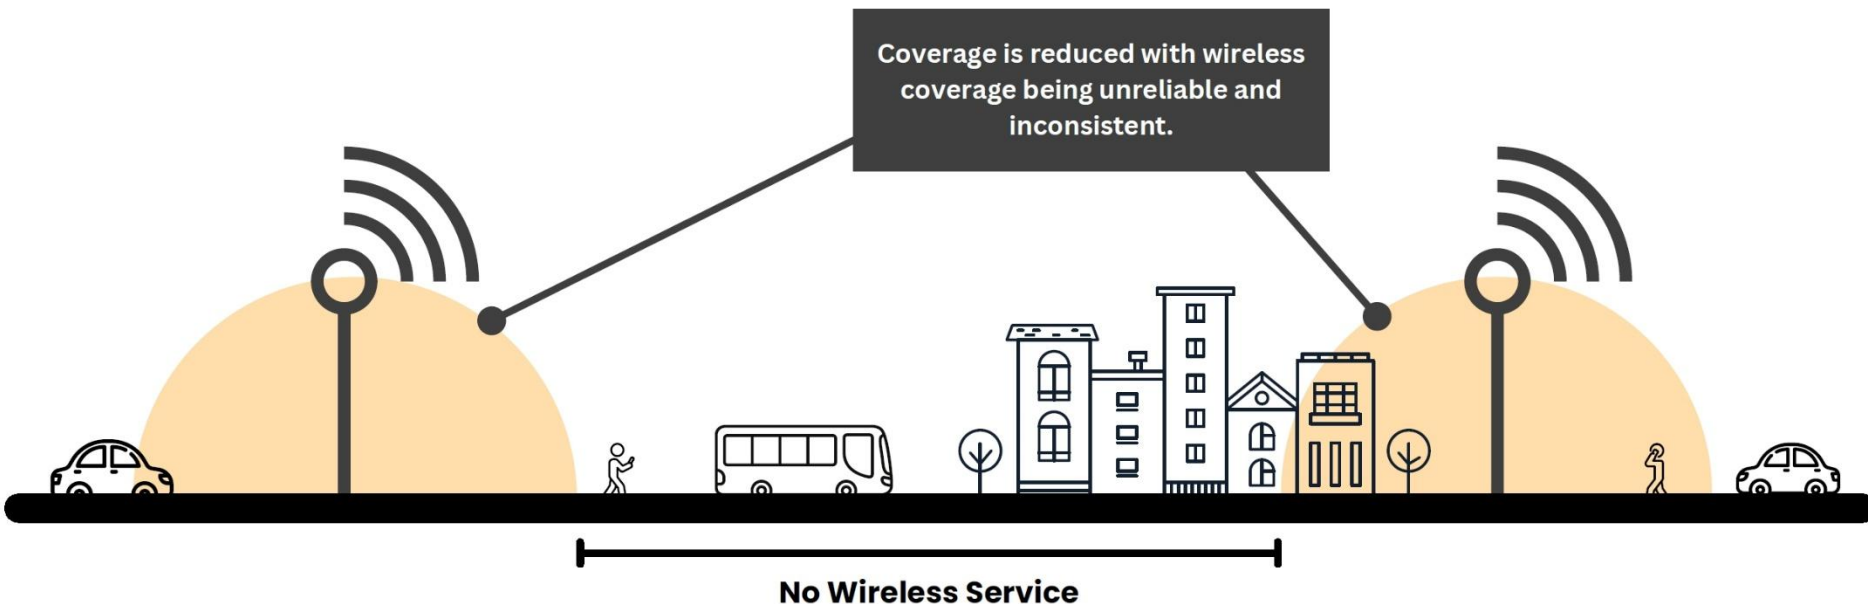 Coverage is reduced with wireless
coverage being unreliable and
inconsistent.
No Wireless Service